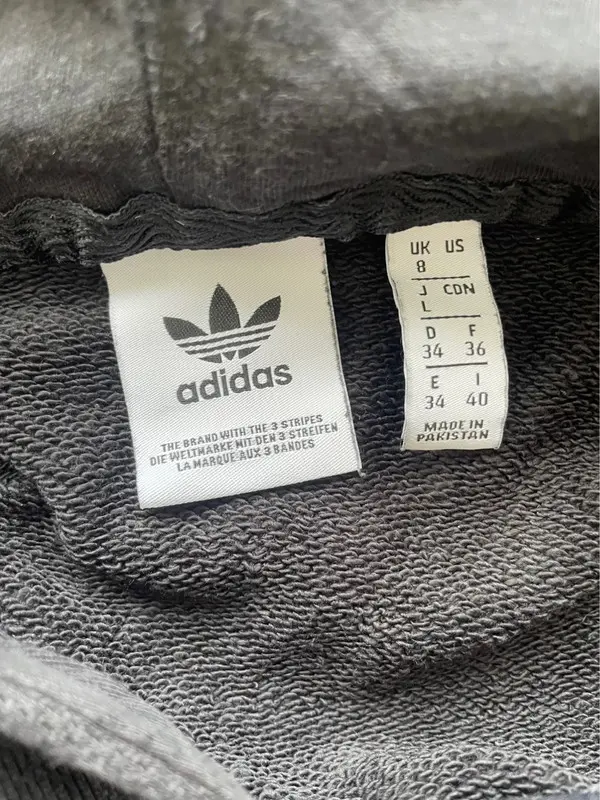 adidas
THE BRAND WITH THE 3 STRIPES
DIE WELTMARKE MIT DEN 3 STREIFEN
LA MARQUE AUX 3 BANDES
UK US
8
J CDN
L
D F
34 36
E I
34 40
MADE IN
PAKISTAN